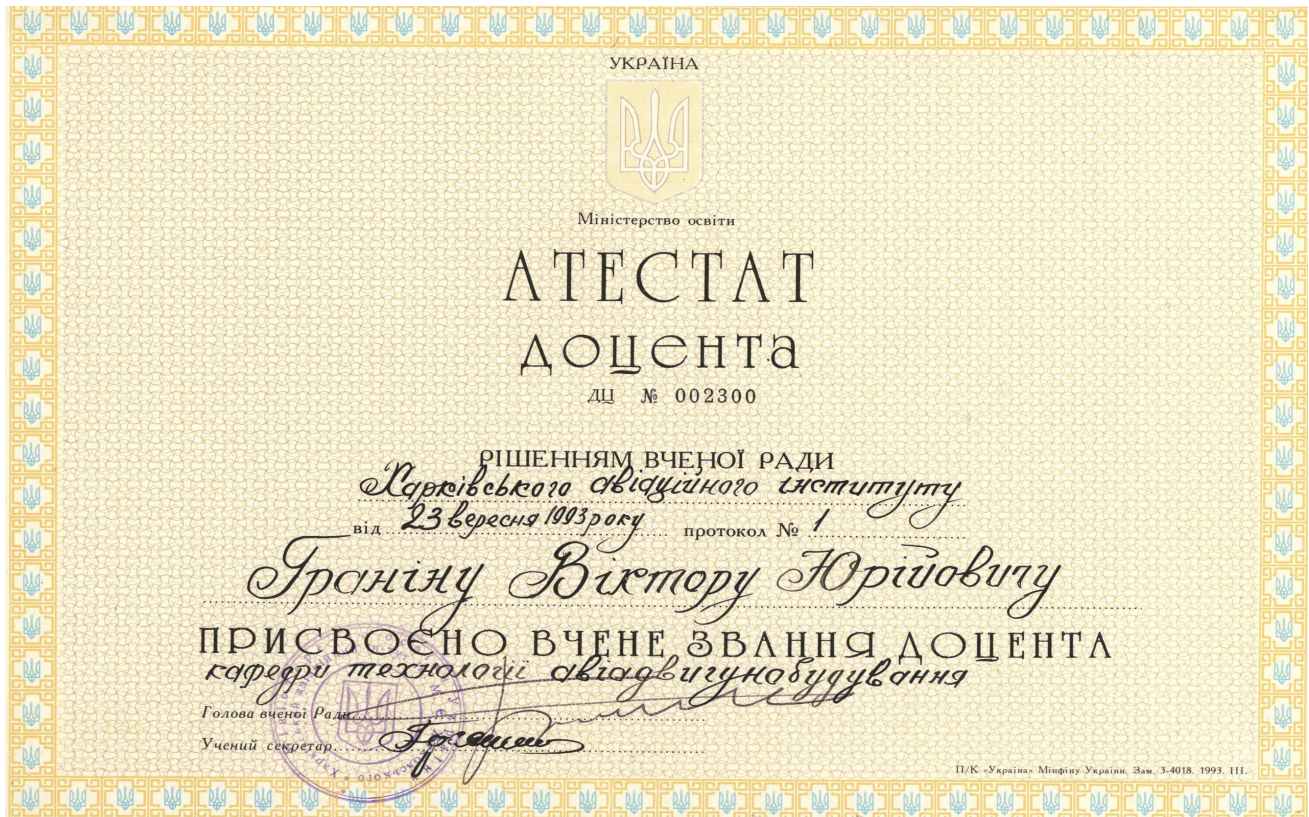 УКРАЇНА
Міністерство освіти
АТЕСТАТ
ДОЦЕНТА
ДЦ № 002300
РІШЕННЯМ ВЧЕНОЇ РАДИ
Харківського авіаційного інституту
від 23 вересня 1993 року протокол № 1
Граніну Віктору Юрійовичу
ПРИСВОЄНО ВЧЕНЕ ЗВАННЯ ДОЦЕНТА
кафедри технології авіадвигунобудування
Голова вченої Ради
Учений секретар
П/К «Україна» Мінфіну України. Зам. 3-4018. 1993. III.